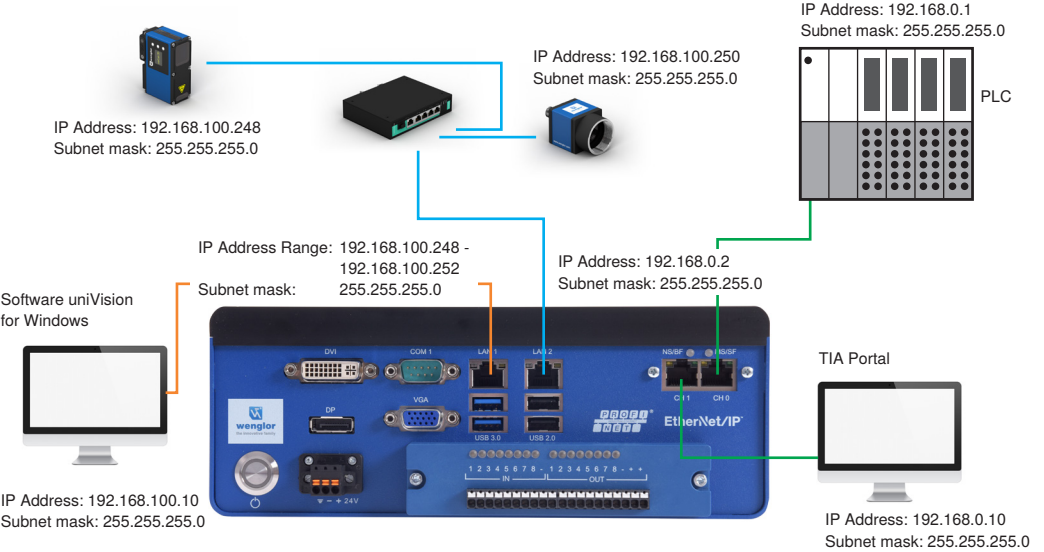 IP Address: 192.168.0.1
Subnet mask: 255.255.255.0
PLC
IP Address: 192.168.100.250
Subnet mask: 255.255.255.0
IP Address: 192.168.100.248
Subnet mask: 255.255.255.0
IP Address Range: 192.168.100.248 -
192.168.100.252
Subnet mask: 255.255.255.0
IP Address: 192.168.0.2
Subnet mask: 255.255.255.0
Software uniVision
for Windows
TIA Portal
DVI COM 1 LAN 1 LAN 2 NS/BF MS/SF
CH 1 CH 0
DP VGA
wenglor
USB 3.0 USB 2.0
PROFI
NET
EtherNet/IP
1 2 3 4 5 6 7 8 - 1 2 3 4 5 6 7 8 - + +
IN OUT
- + 24V
IP Address: 192.168.100.10
Subnet mask: 255.255.255.0
IP Address: 192.168.0.10
Subnet mask: 255.255.255.0